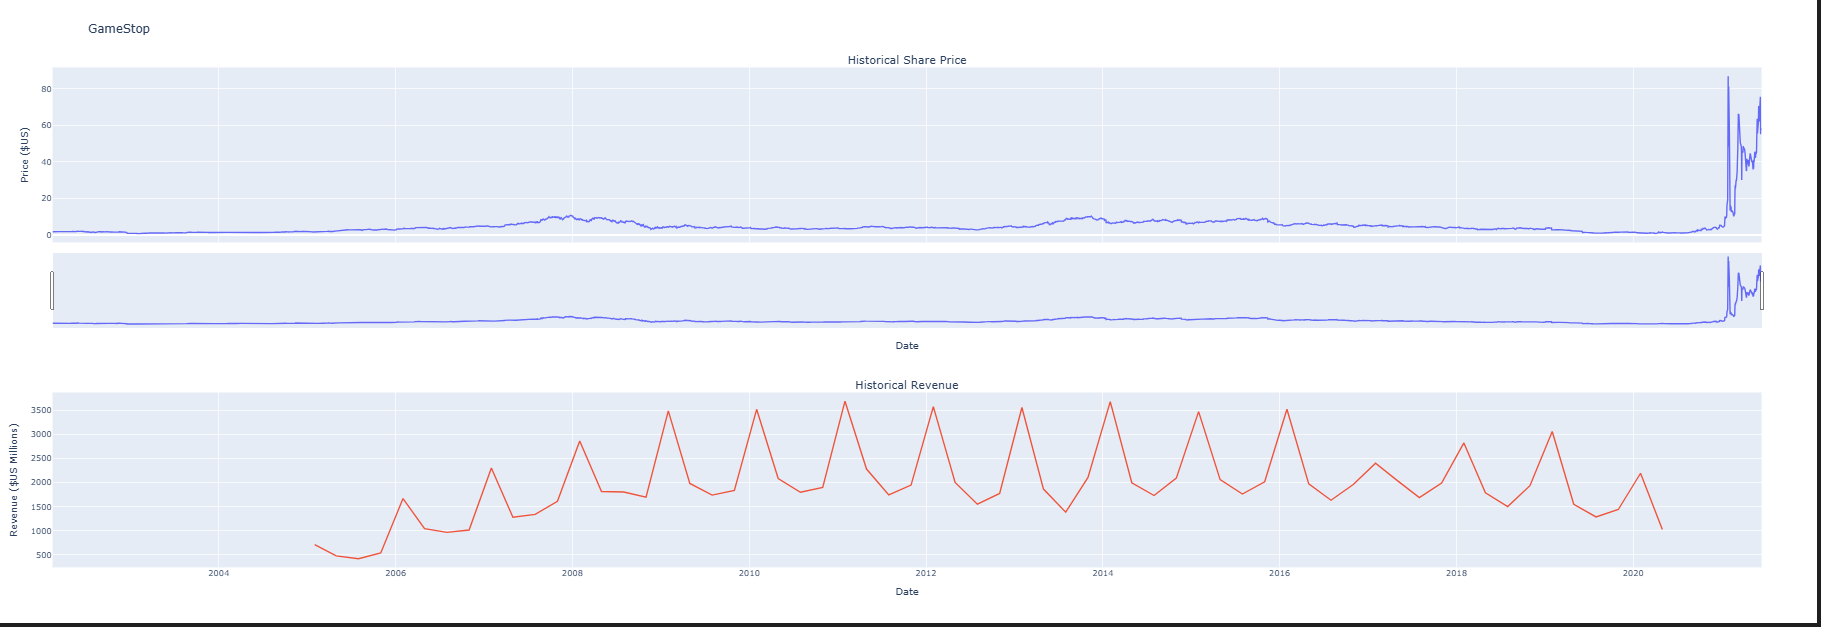 GameStop
Historical Share Price
Price ($US)
80
60
40
20
0
Date
Historical Revenue
Revenue ($US Millions)
3500
3000
2500
2000
1500
1000
500
2004 2006 2008 2010 2012 2014 2016 2018 2020
Date